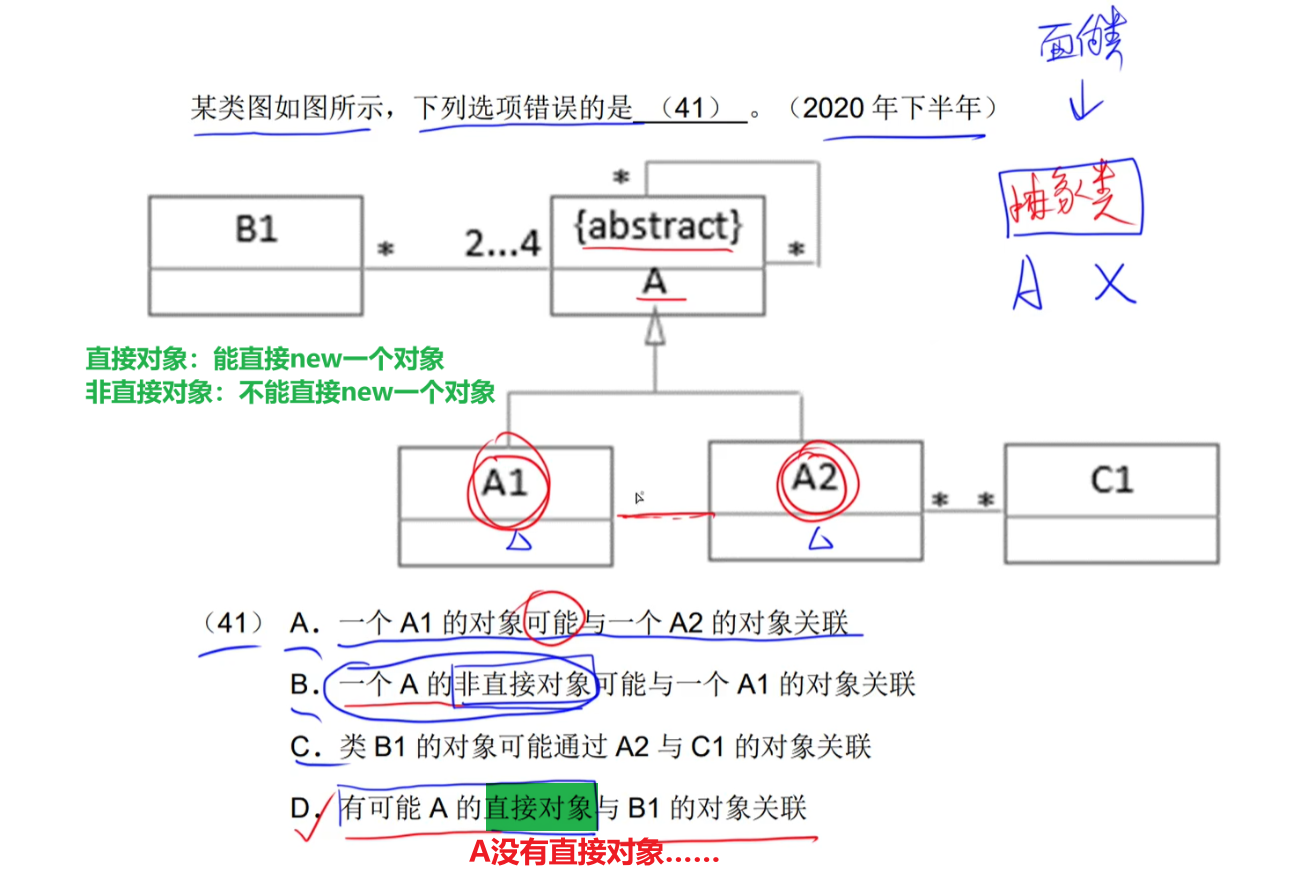 面向对象
某类图如图所示，下列选项错误的是 （41） 。（2020 年下半年）
抽象类
A X
B1
*
2...4
*
{abstract}
A
*
直接对象：能直接new一个对象
非直接对象：不能直接new一个对象
A1
A2
*
*
C1
（41） A. 一个 A1 的对象可能与一个 A2 的对象关联
B. 一个 A 的非直接对象可能与一个 A1 的对象关联
C. 类 B1 的对象可能通过 A2 与 C1 的对象关联
D. 有可能 A 的直接对象与 B1 的对象关联
A没有直接对象……